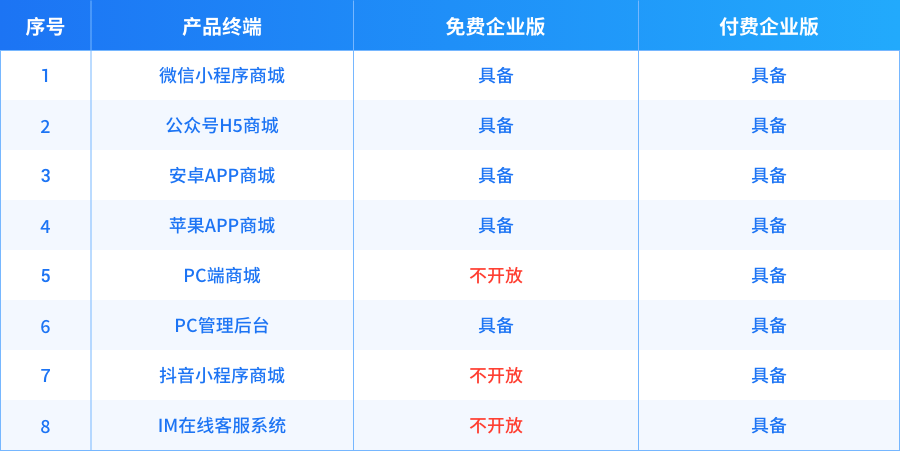 序号 产品终端 免费企业版 付费企业版
1 微信小程序商城 具备 具备
2 公众号H5商城 具备 具备
3 安卓APP商城 具备 具备
4 苹果APP商城 具备 具备
5 PC端商城 不开放 具备
6 PC管理后台 具备 具备
7 抖音小程序商城 不开放 具备
8 IM在线客服系统 不开放 具备